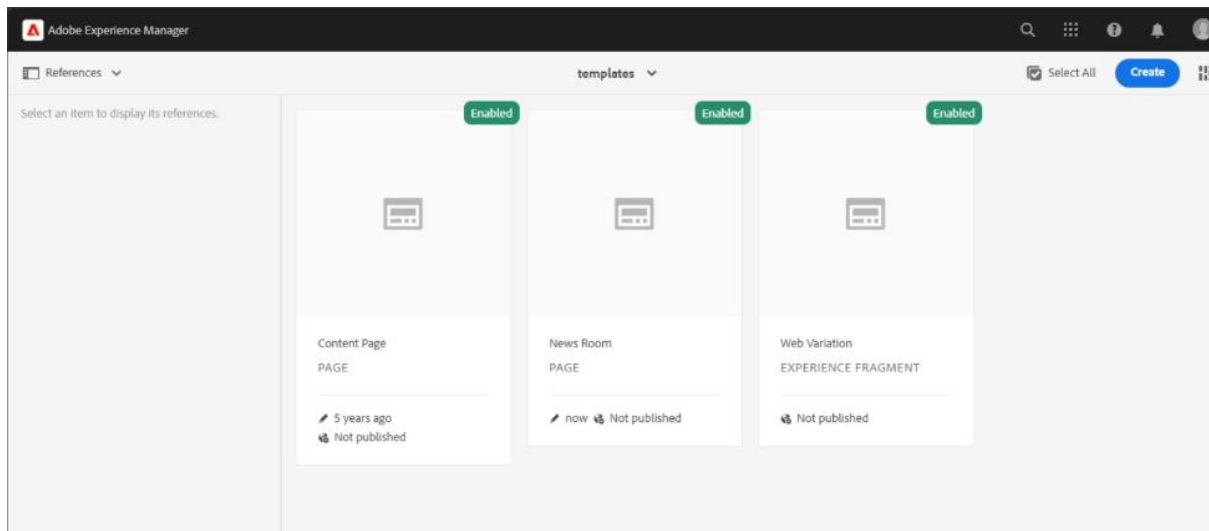 Adobe Experience Manager
References
templates
Select All
Create
Select an item to display its references.
Enabled
Enabled
Enabled
Content Page
PAGE
5 years ago
Not published
News Room
PAGE
now Not published
Web Variation
EXPERIENCE FRAGMENT
Not published